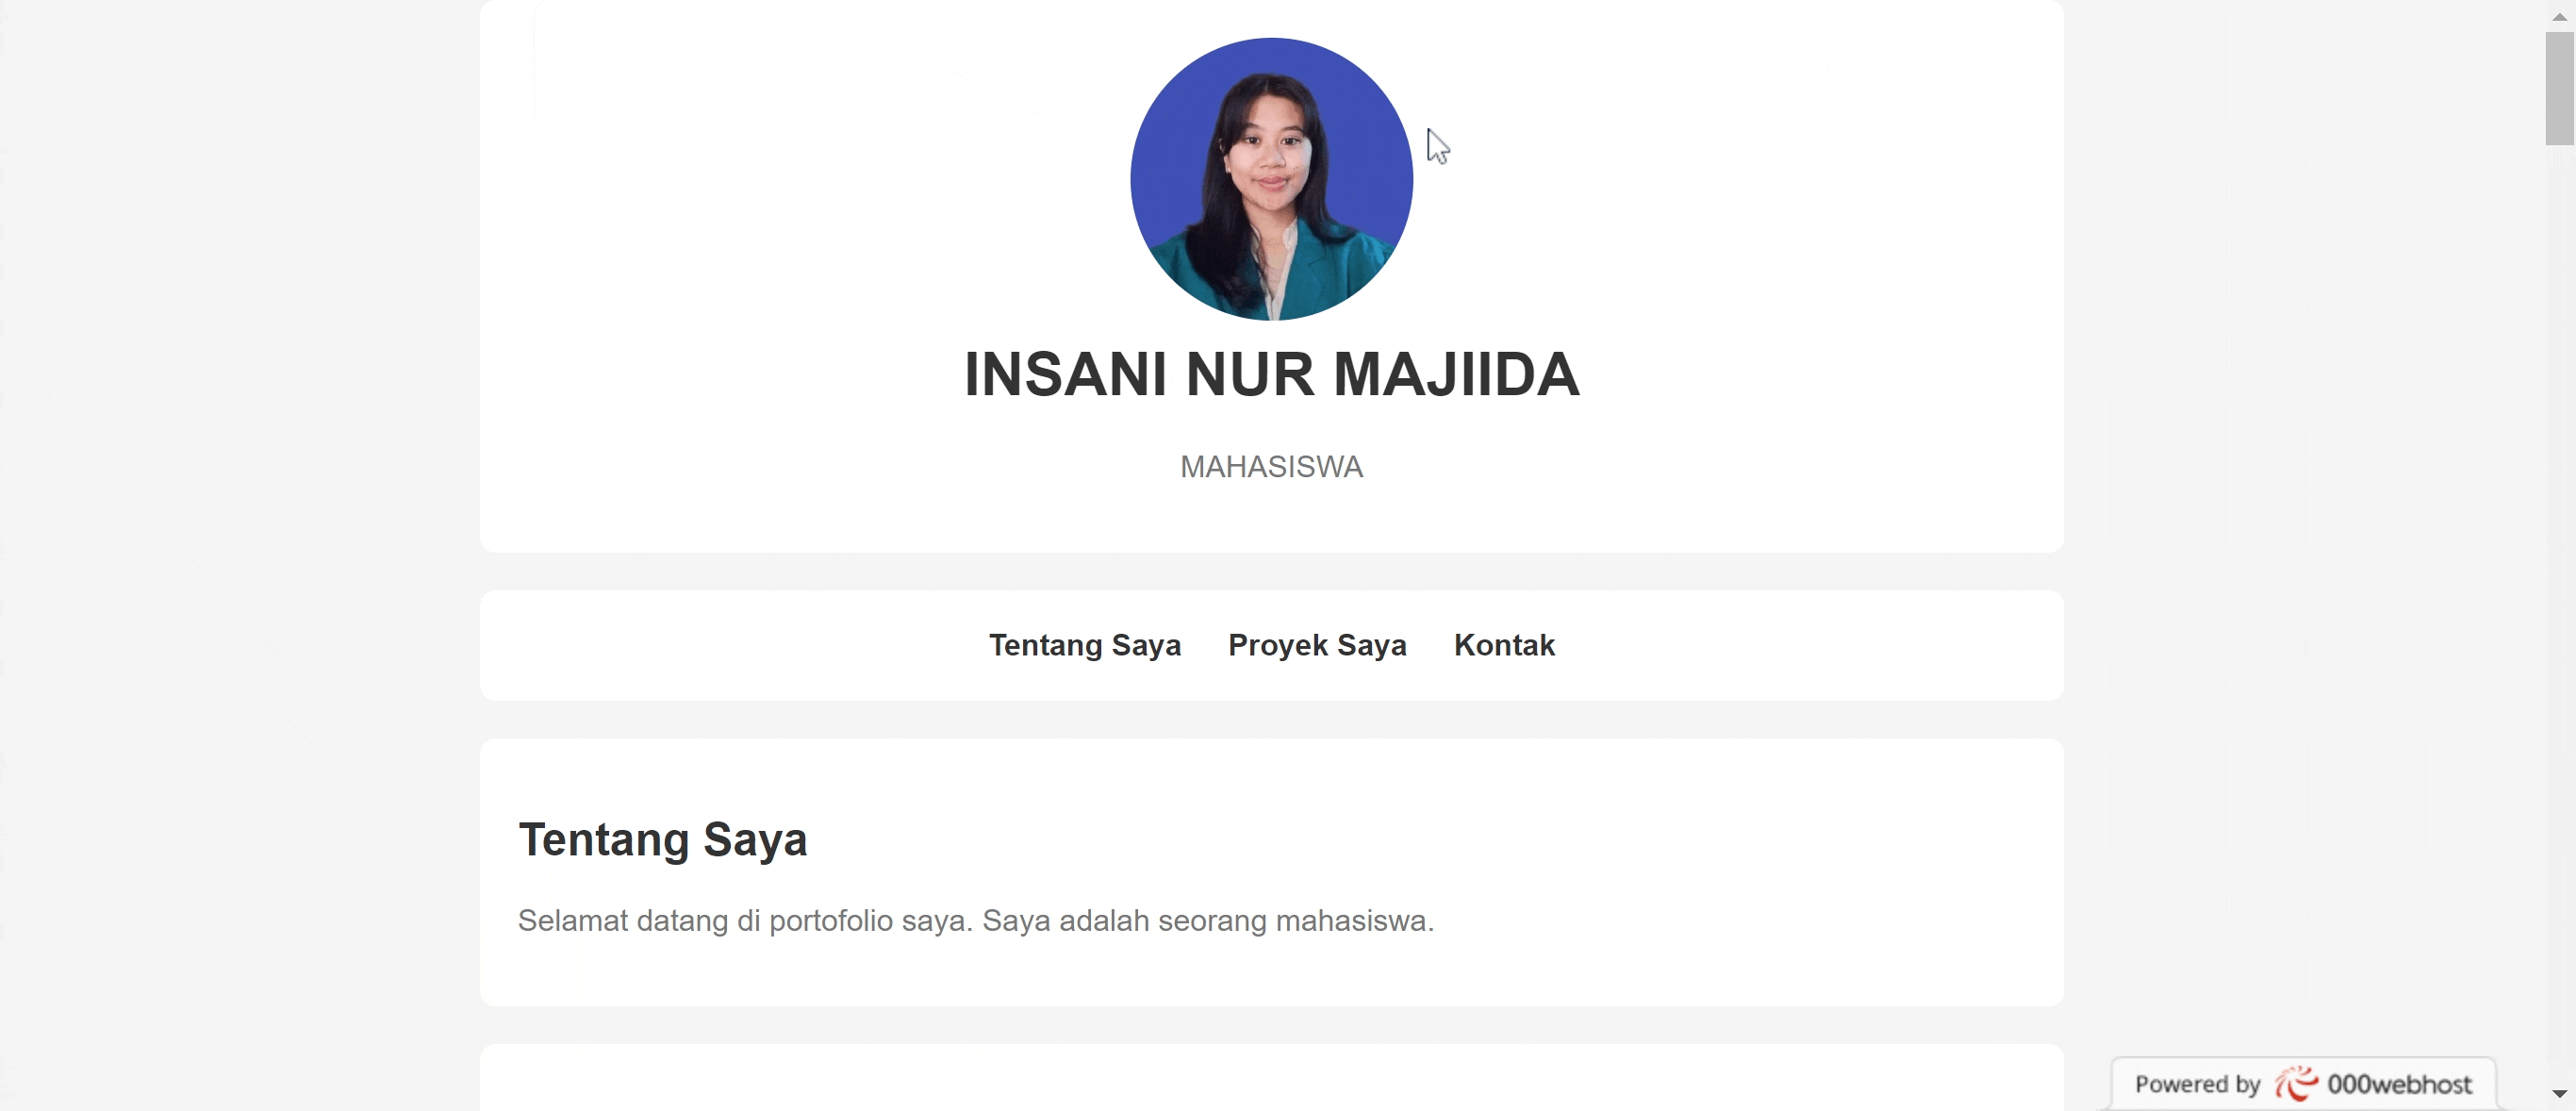 INSANI NUR MAJIIDA
MAHASISWA
Tentang Saya Proyek Saya Kontak
Tentang Saya
Selamat datang di portofolio saya. Saya adalah seorang mahasiswa.
Powered by 000webhost